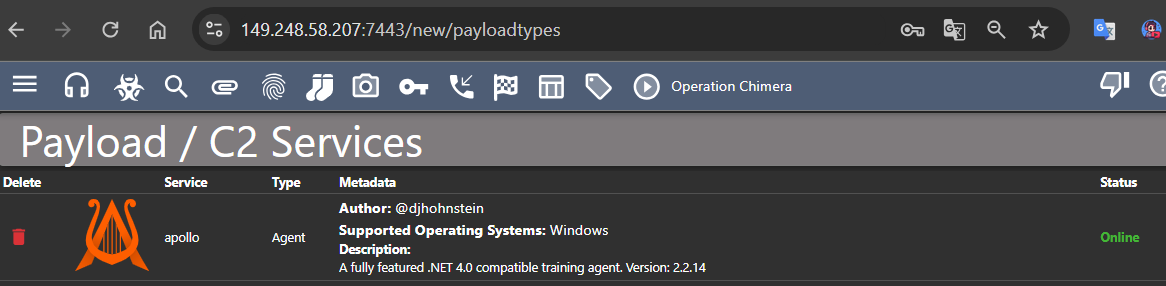 149.248.58.207:7443/new/payloadtypes
Operation Chimera
Payload / C2 Services
Delete Service Type Metadata Status
apollo Agent Author: @djhohnstein Online
Supported Operating Systems: Windows
Description:
A fully featured .NET 4.0 compatible training agent. Version: 2.2.14